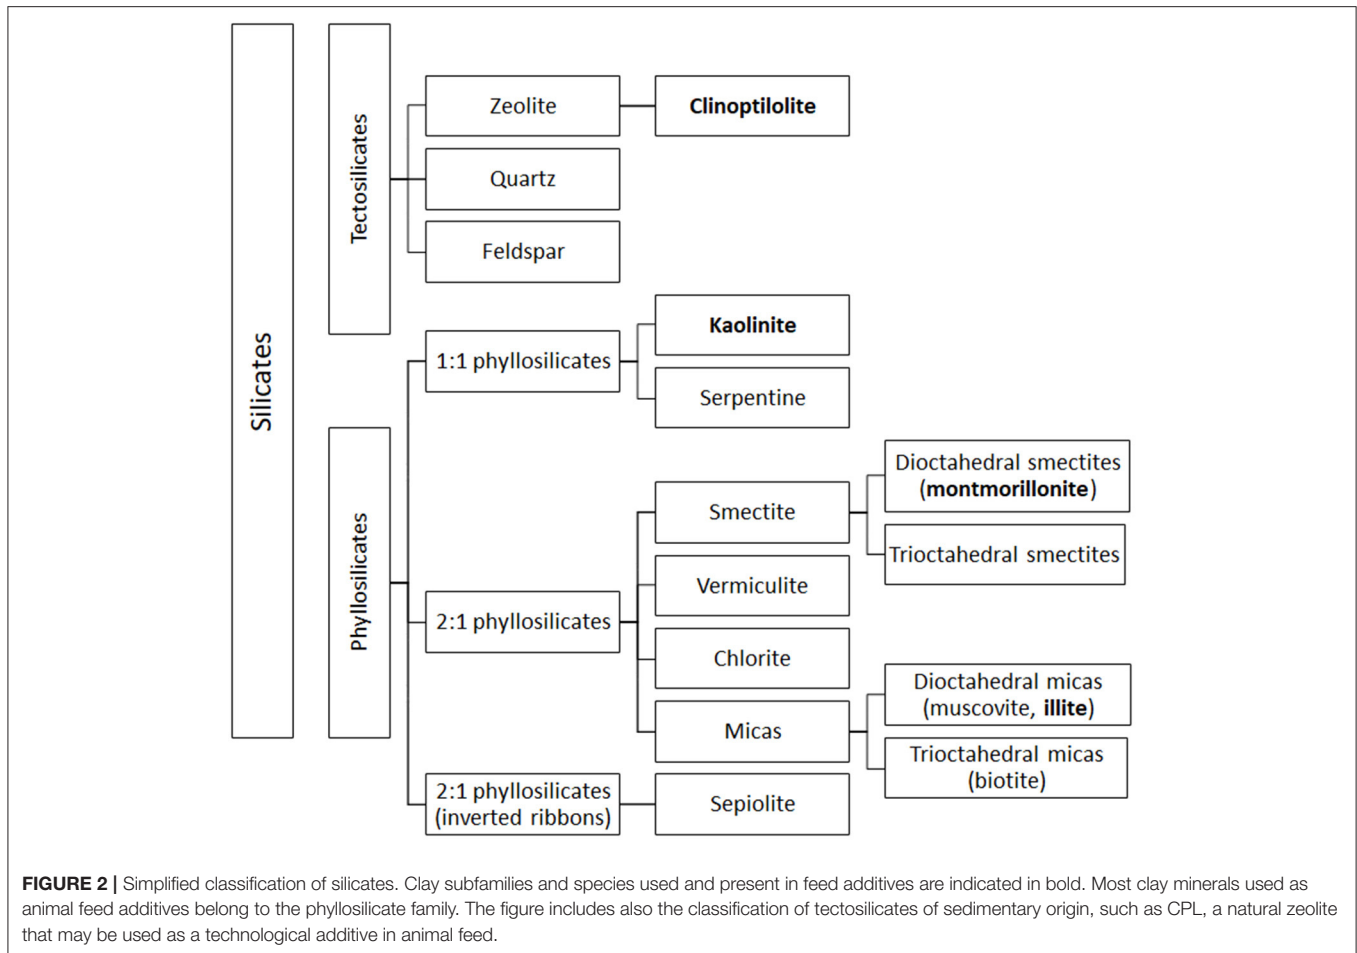 Silicates
Tectosilicates
Zeolite
Clinoptilolite
Quartz
Feldspar
Phyllosilicates
1:1 phyllosilicates
Kaolinite
Serpentine
2:1 phyllosilicates
Smectite
Dioctahedral smectites
(montmorillonite)
Trioctahedral smectites
Vermiculite
Chlorite
Micas
Dioctahedral micas
(muscovite, illite)
Trioctahedral micas
(biotite)
2:1 phyllosilicates
(inverted ribbons)
Sepiolite
FIGURE 2 | Simplified classification of silicates. Clay subfamilies and species used and present in feed additives are indicated in bold. Most clay minerals used as
animal feed additives belong to the phyllosilicate family. The figure includes also the classification of tectosilicates of sedimentary origin, such as CPL, a natural zeolite
that may be used as a technological additive in animal feed.